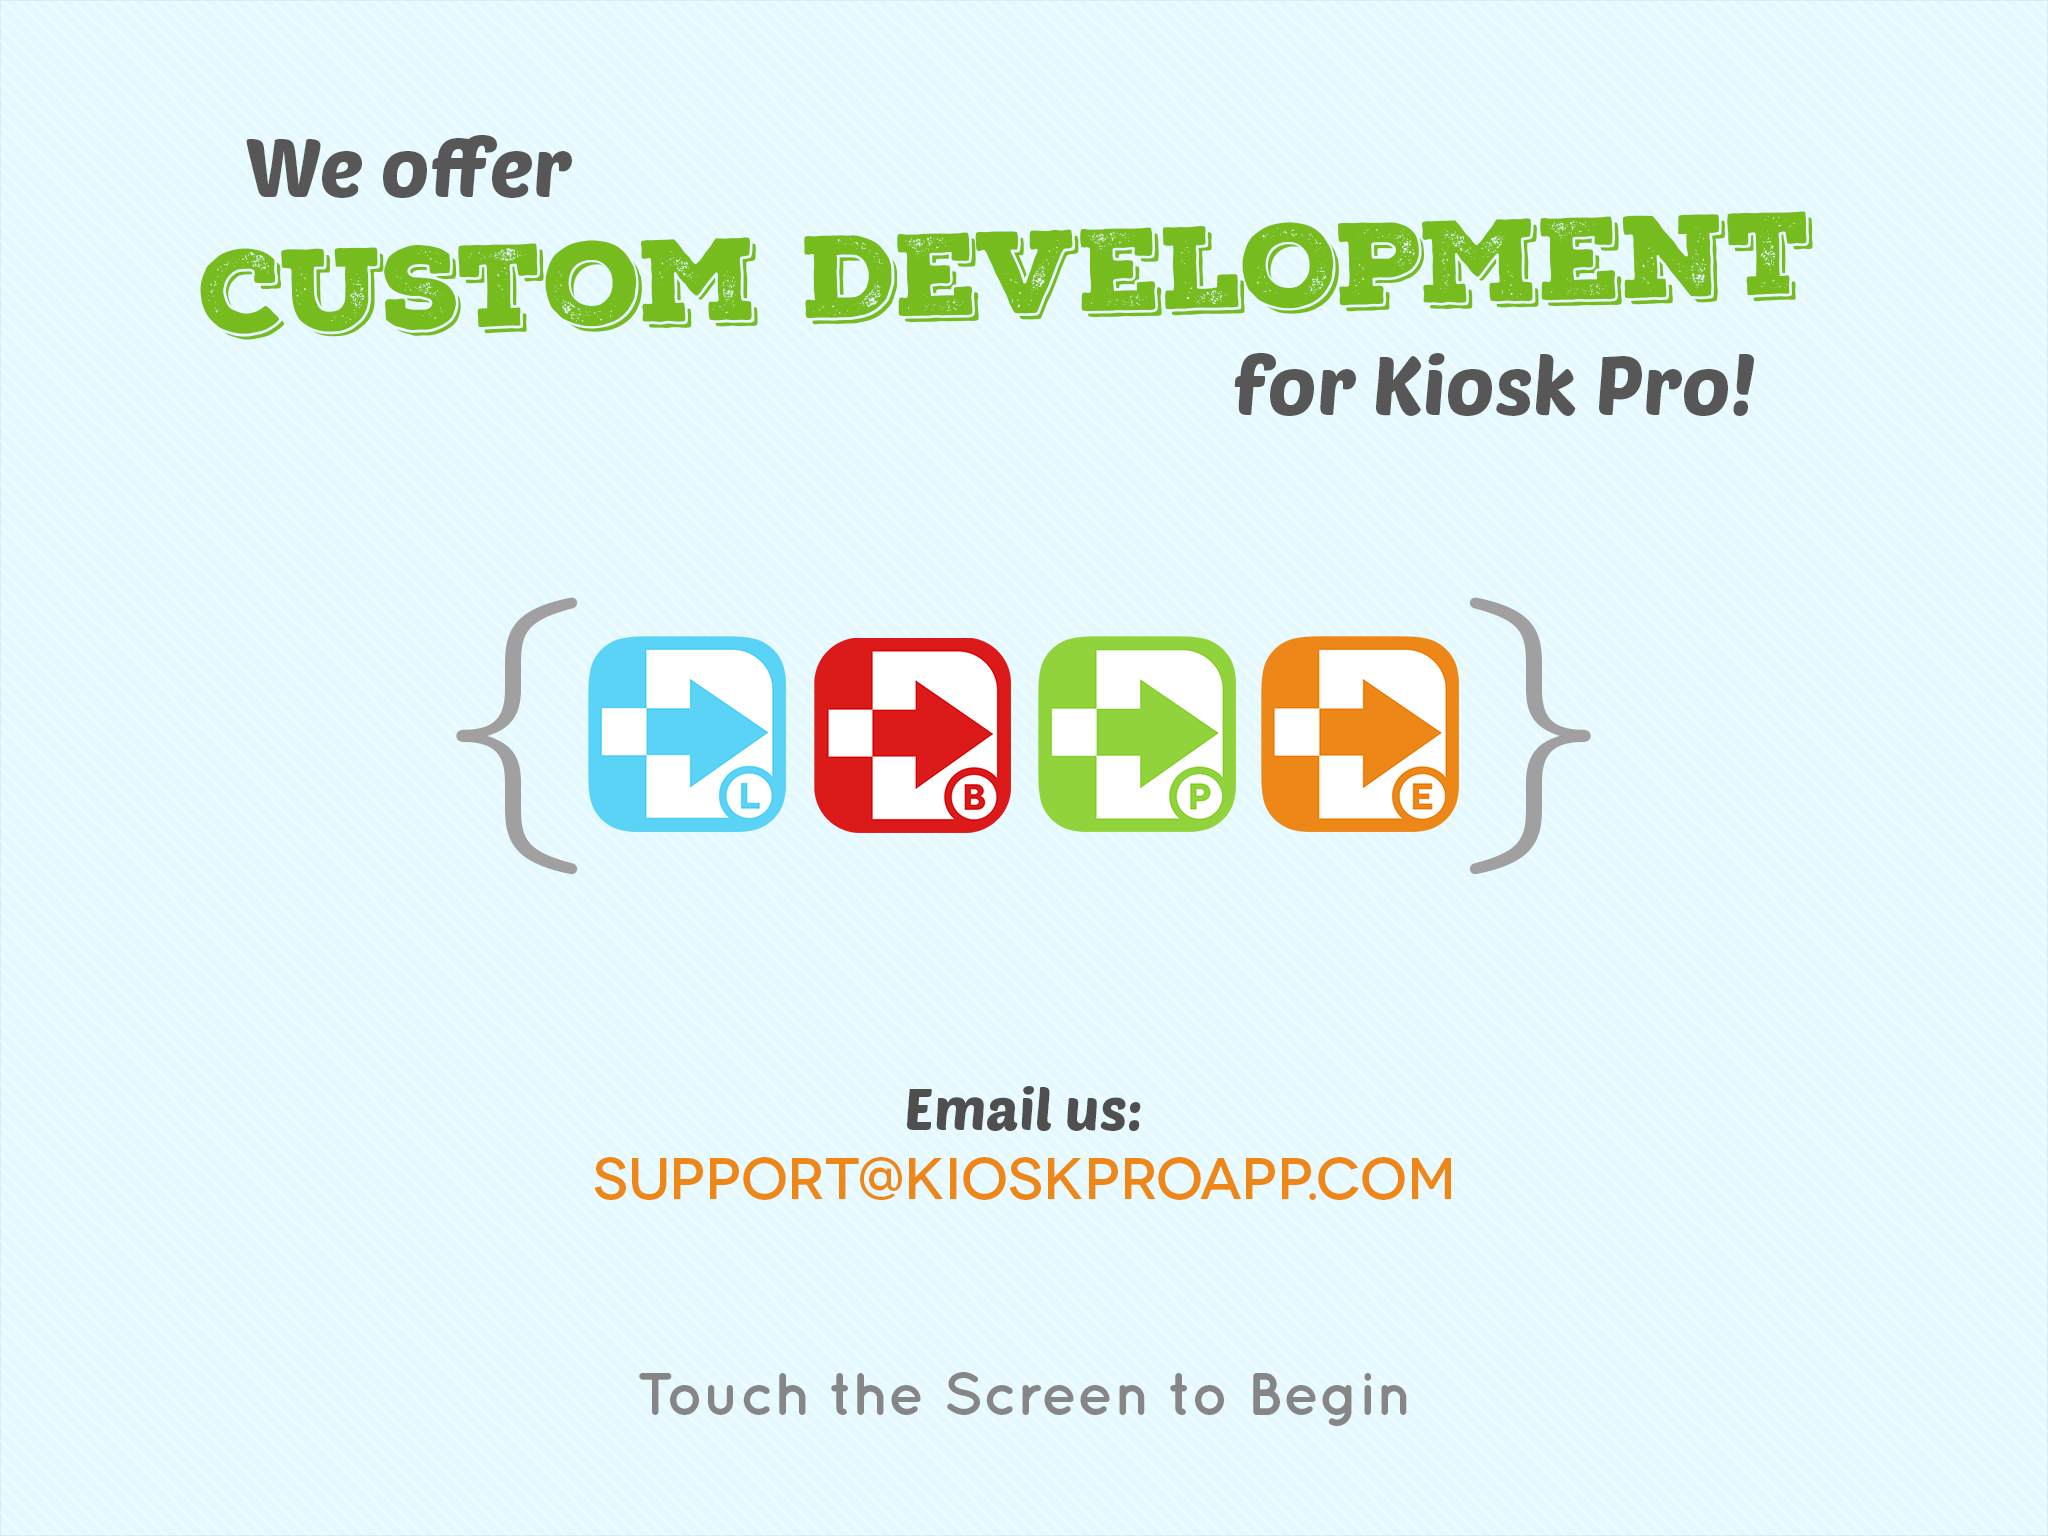 We offer
CUSTOM DEVELOPMENT
for Kiosk Pro!
L B P E
Email us:
SUPPORT@KIOSKPROAPP.COM
Touch the Screen to Begin